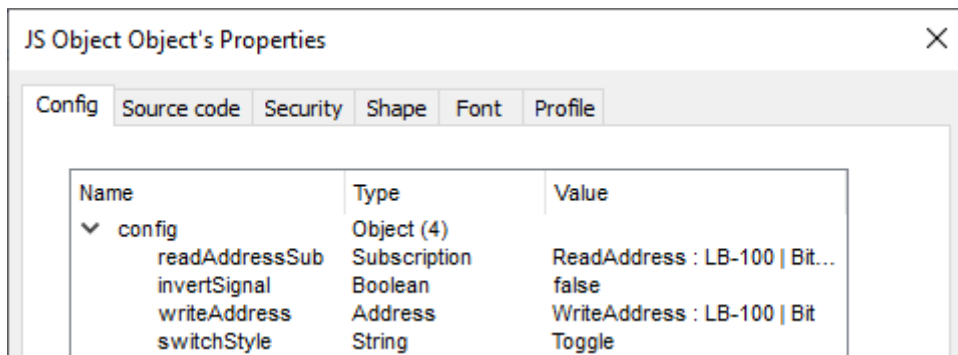 JS Object Object's Properties
Config Source code Security Shape Font Profile
Name Type Value
config Object (4)
readAddressSub Subscription ReadAddress : LB-100 | Bit...
invertSignal Boolean false
writeAddress Address WriteAddress : LB-100 | Bit
switchStyle String Toggle